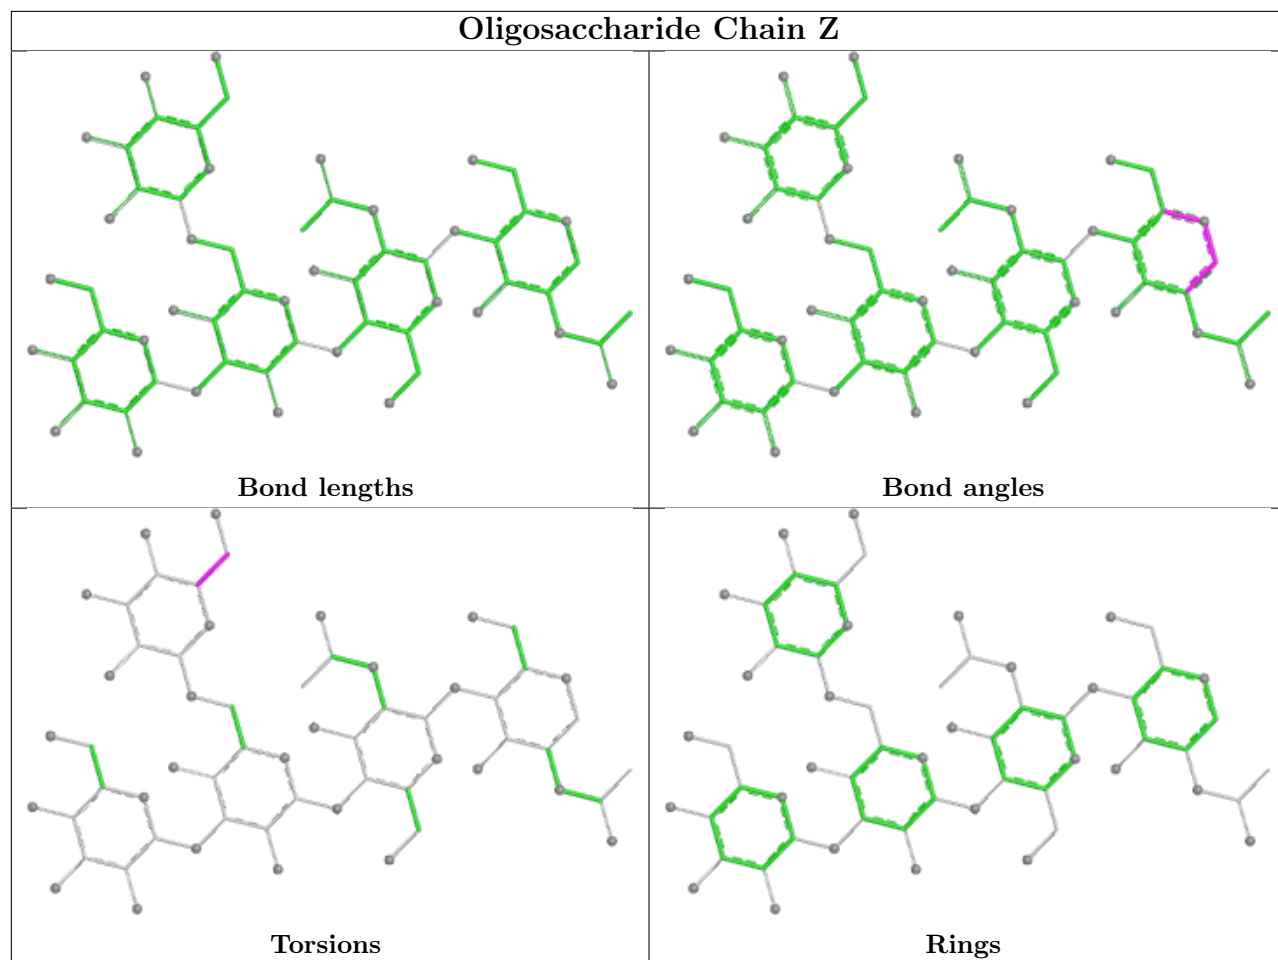 Oligosaccharide Chain Z
Bond lengths
Bond angles
Torsions
Rings